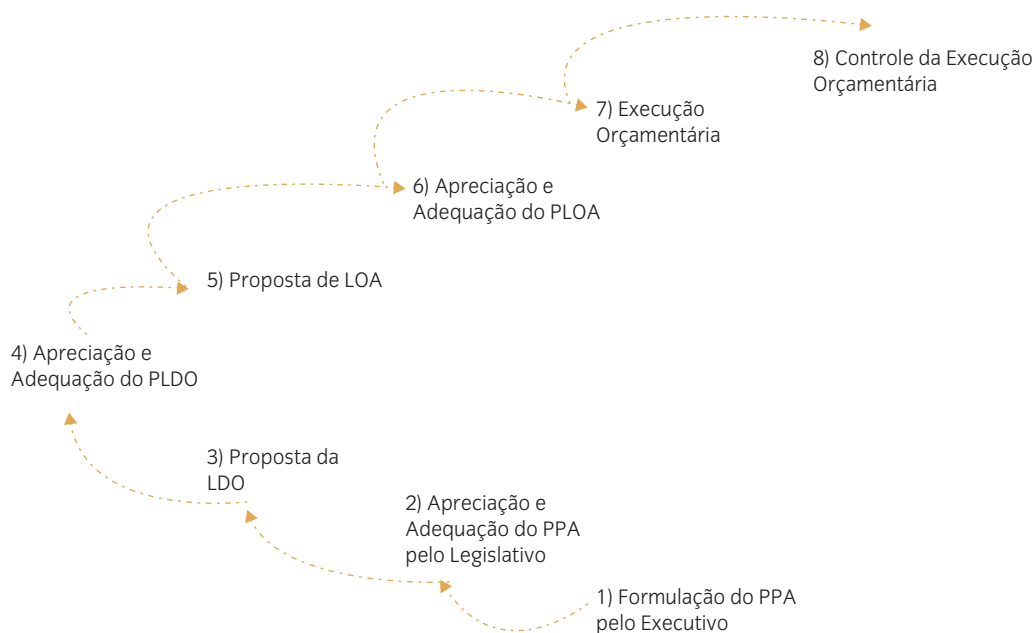 8) Controle da Execução
Orçamentária
7) Execução
Orçamentária
6) Apreciação e
Adequação do PLOA
5) Proposta de LOA
4) Apreciação e
Adequação do PLDO
3) Proposta da
LDO
2) Apreciação e
Adequação do PPA
pelo Legislativo
1) Formulação do PPA
pelo Executivo